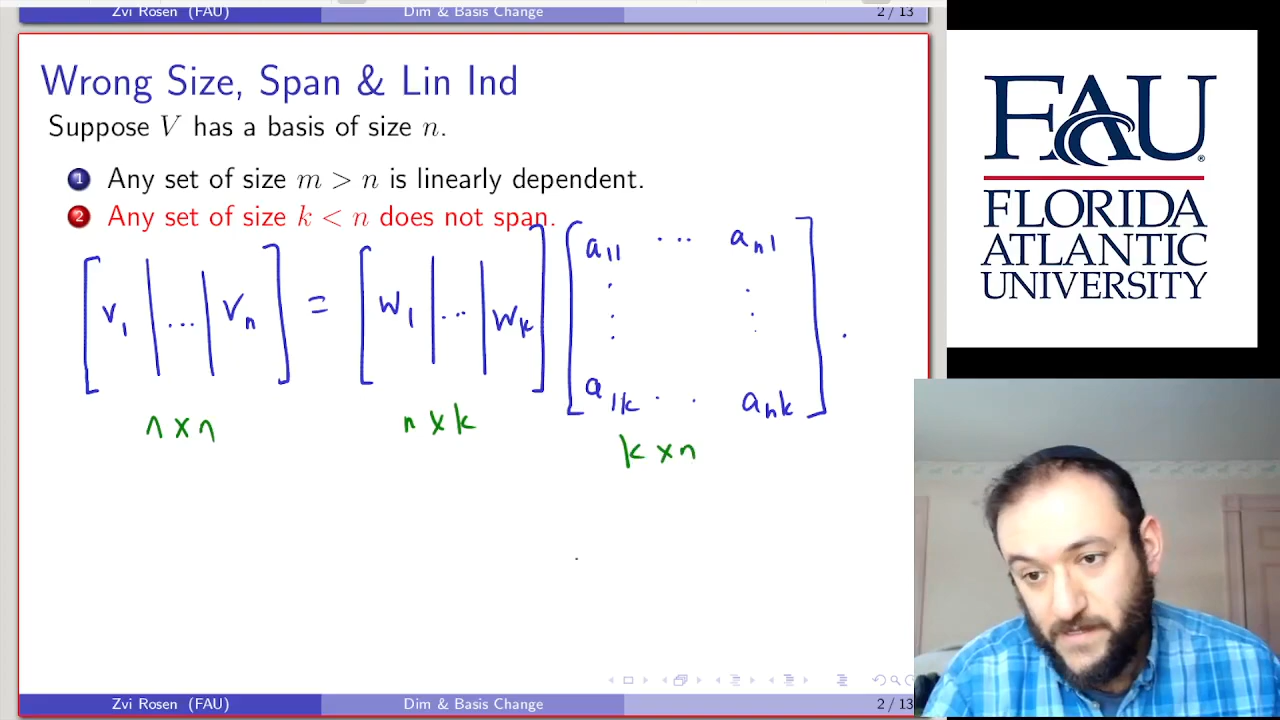 Zvi Rosen (FAU) Dim & Basis Change 2 / 13
Wrong Size, Span & Lin Ind
Suppose V has a basis of size n.
1 Any set of size m > n is linearly dependent.
2 Any set of size k < n does not span.
[v₁ | ... | vₙ] = [w₁ | ... | wₖ] [a₁₁ ... aₙ₁
⋮ ⋮
a₁ₖ .. aₙₖ] .
n x n n x k k x n
Zvi Rosen (FAU) Dim & Basis Change 2 / 13
FAU®
FLORIDA
ATLANTIC
UNIVERSITY